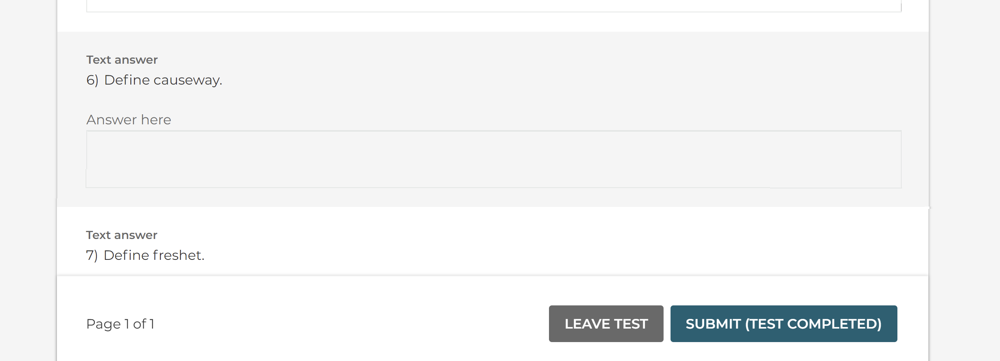 Text answer
6) Define causeway.
Answer here
Text answer
7) Define freshet.
Page 1 of 1
LEAVE TEST
SUBMIT (TEST COMPLETED)